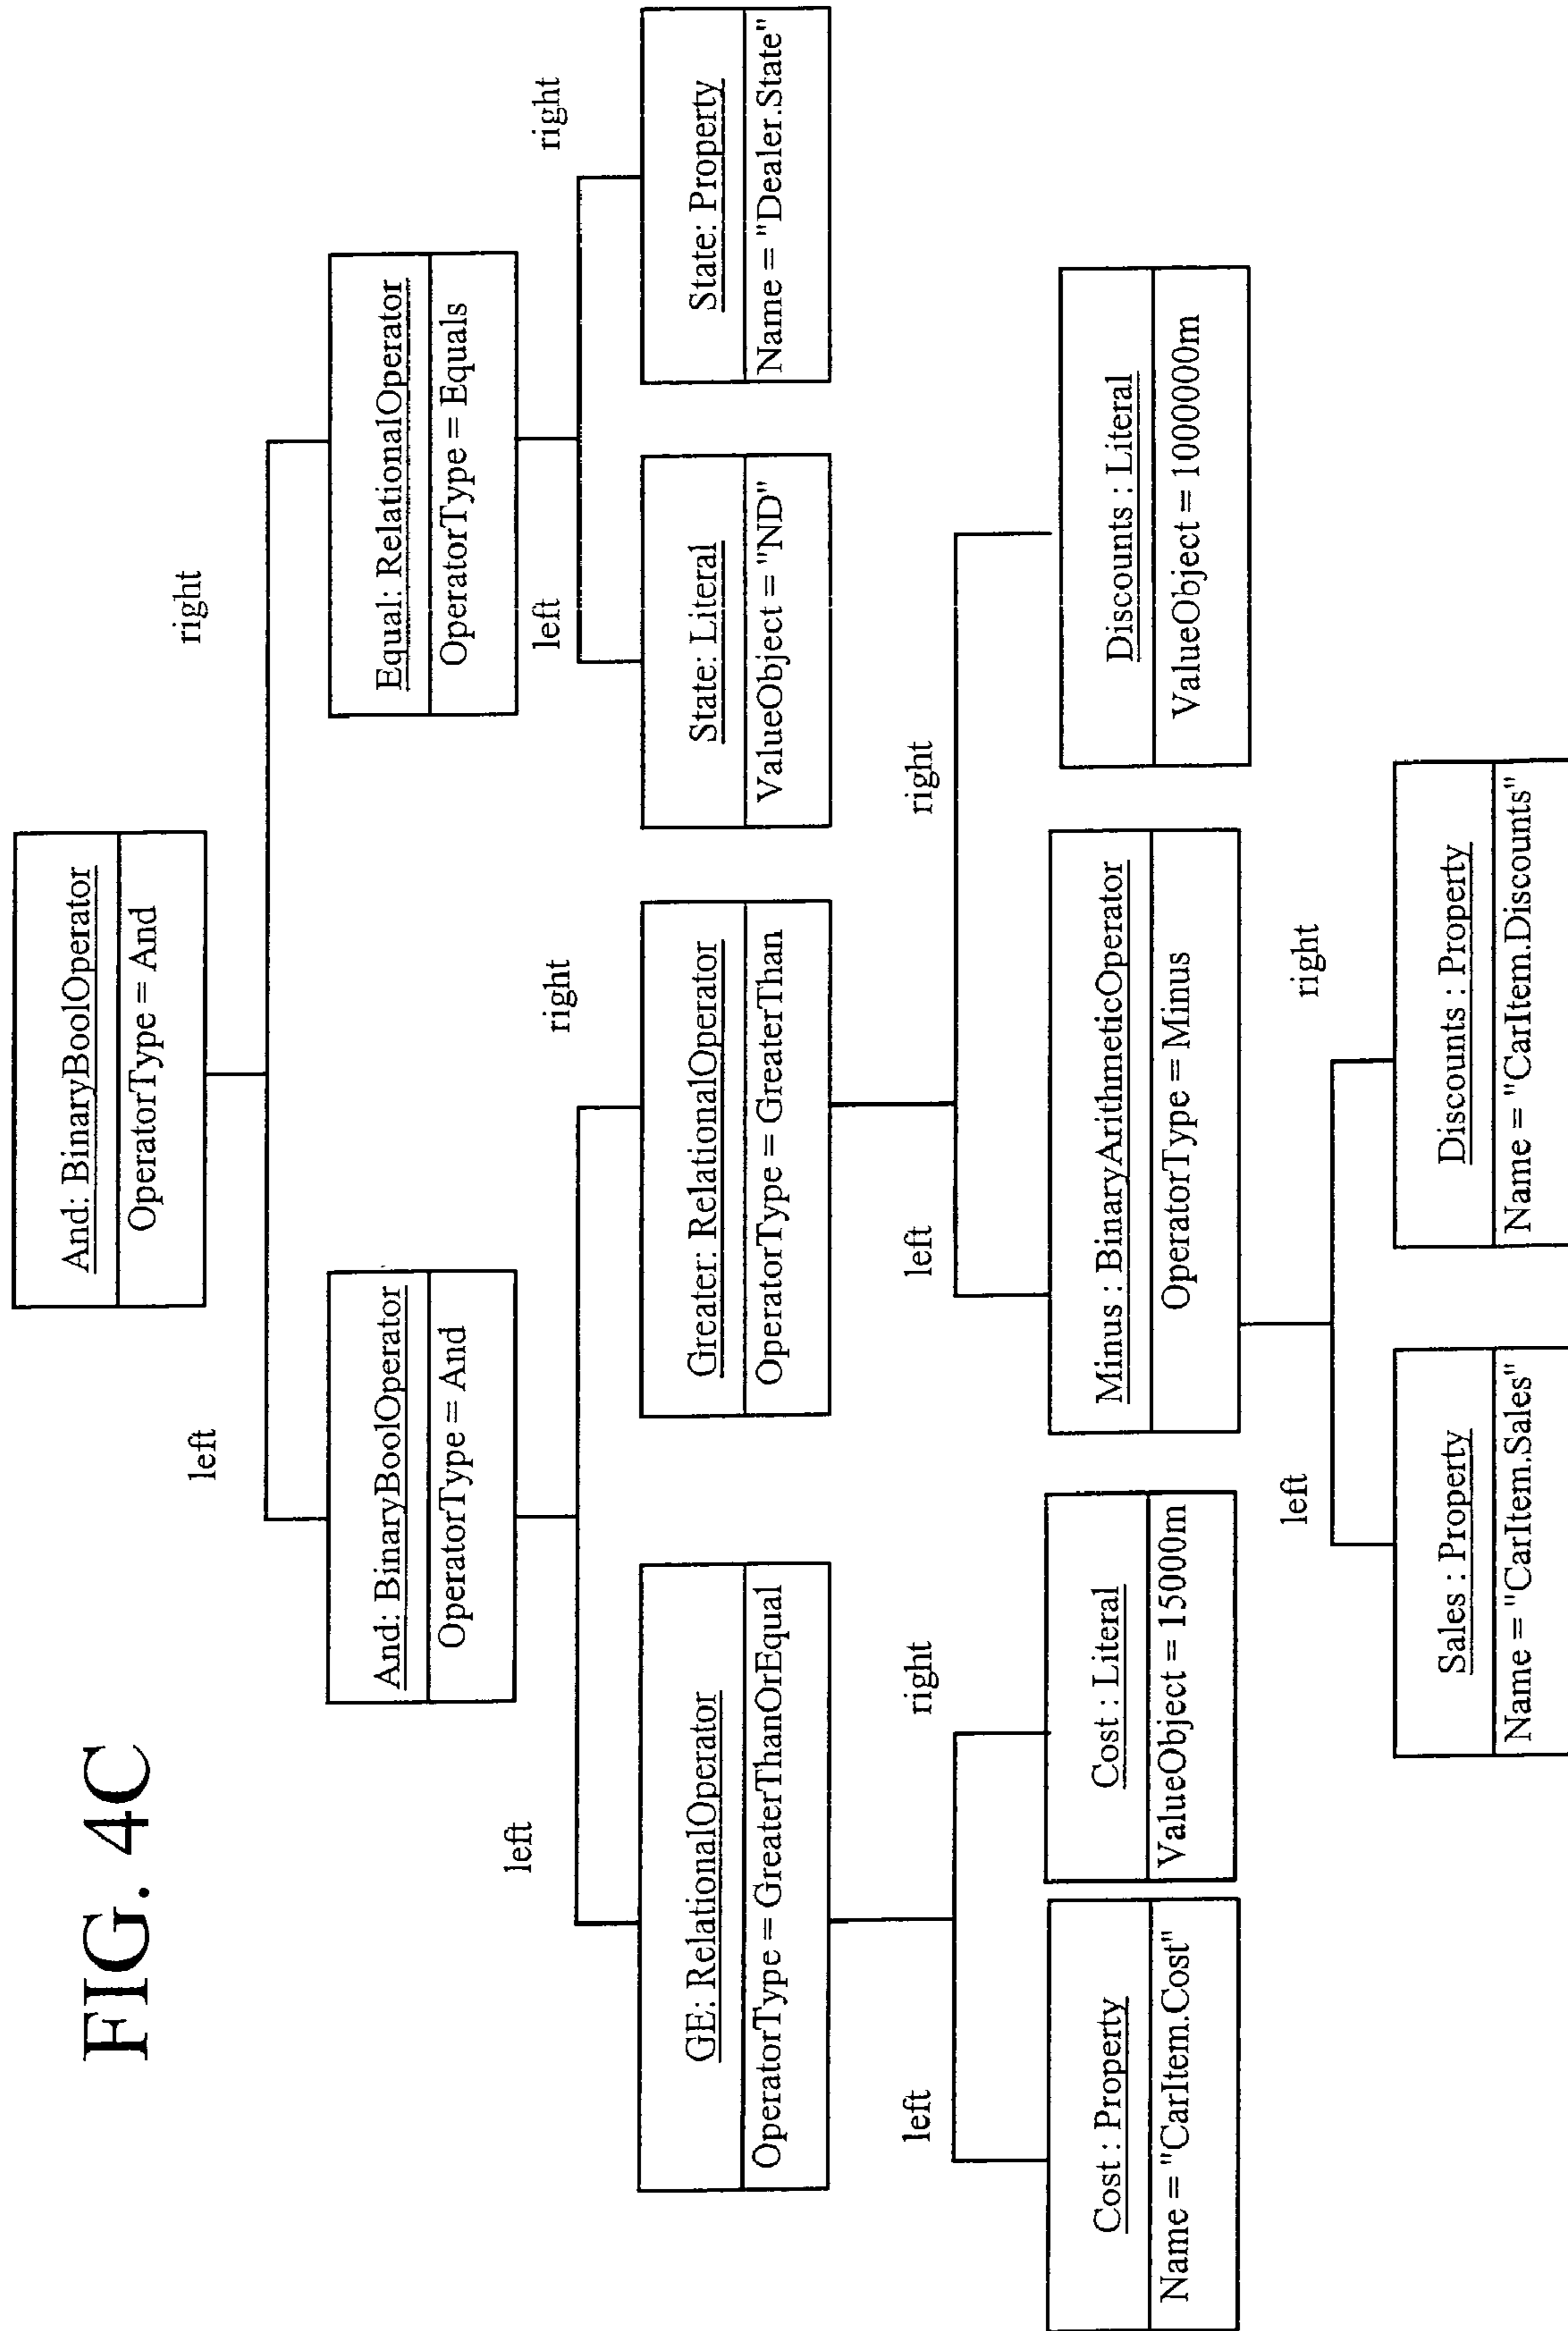 FIG. 4C
And: BinaryBoolOperator
OperatorType = And
left
right
And: BinaryBoolOperator
OperatorType = And
Equal: RelationalOperator
OperatorType = Equals
left
right
left
right
GE: RelationalOperator
OperatorType = GreaterThanOrEqual
Greater: RelationalOperator
OperatorType = GreaterThan
State: Literal
ValueObject = "ND"
State: Property
Name = "Dealer.State"
left
right
left
right
Cost : Property
Name = "CarItem.Cost"
Cost : Literal
ValueObject = 15000m
Minus : BinaryArithmeticOperator
OperatorType = Minus
Discounts : Literal
ValueObject = 1000000m
left
right
Sales : Property
Name = "CarItem.Sales"
Discounts : Property
Name = "CarItem.Discounts"